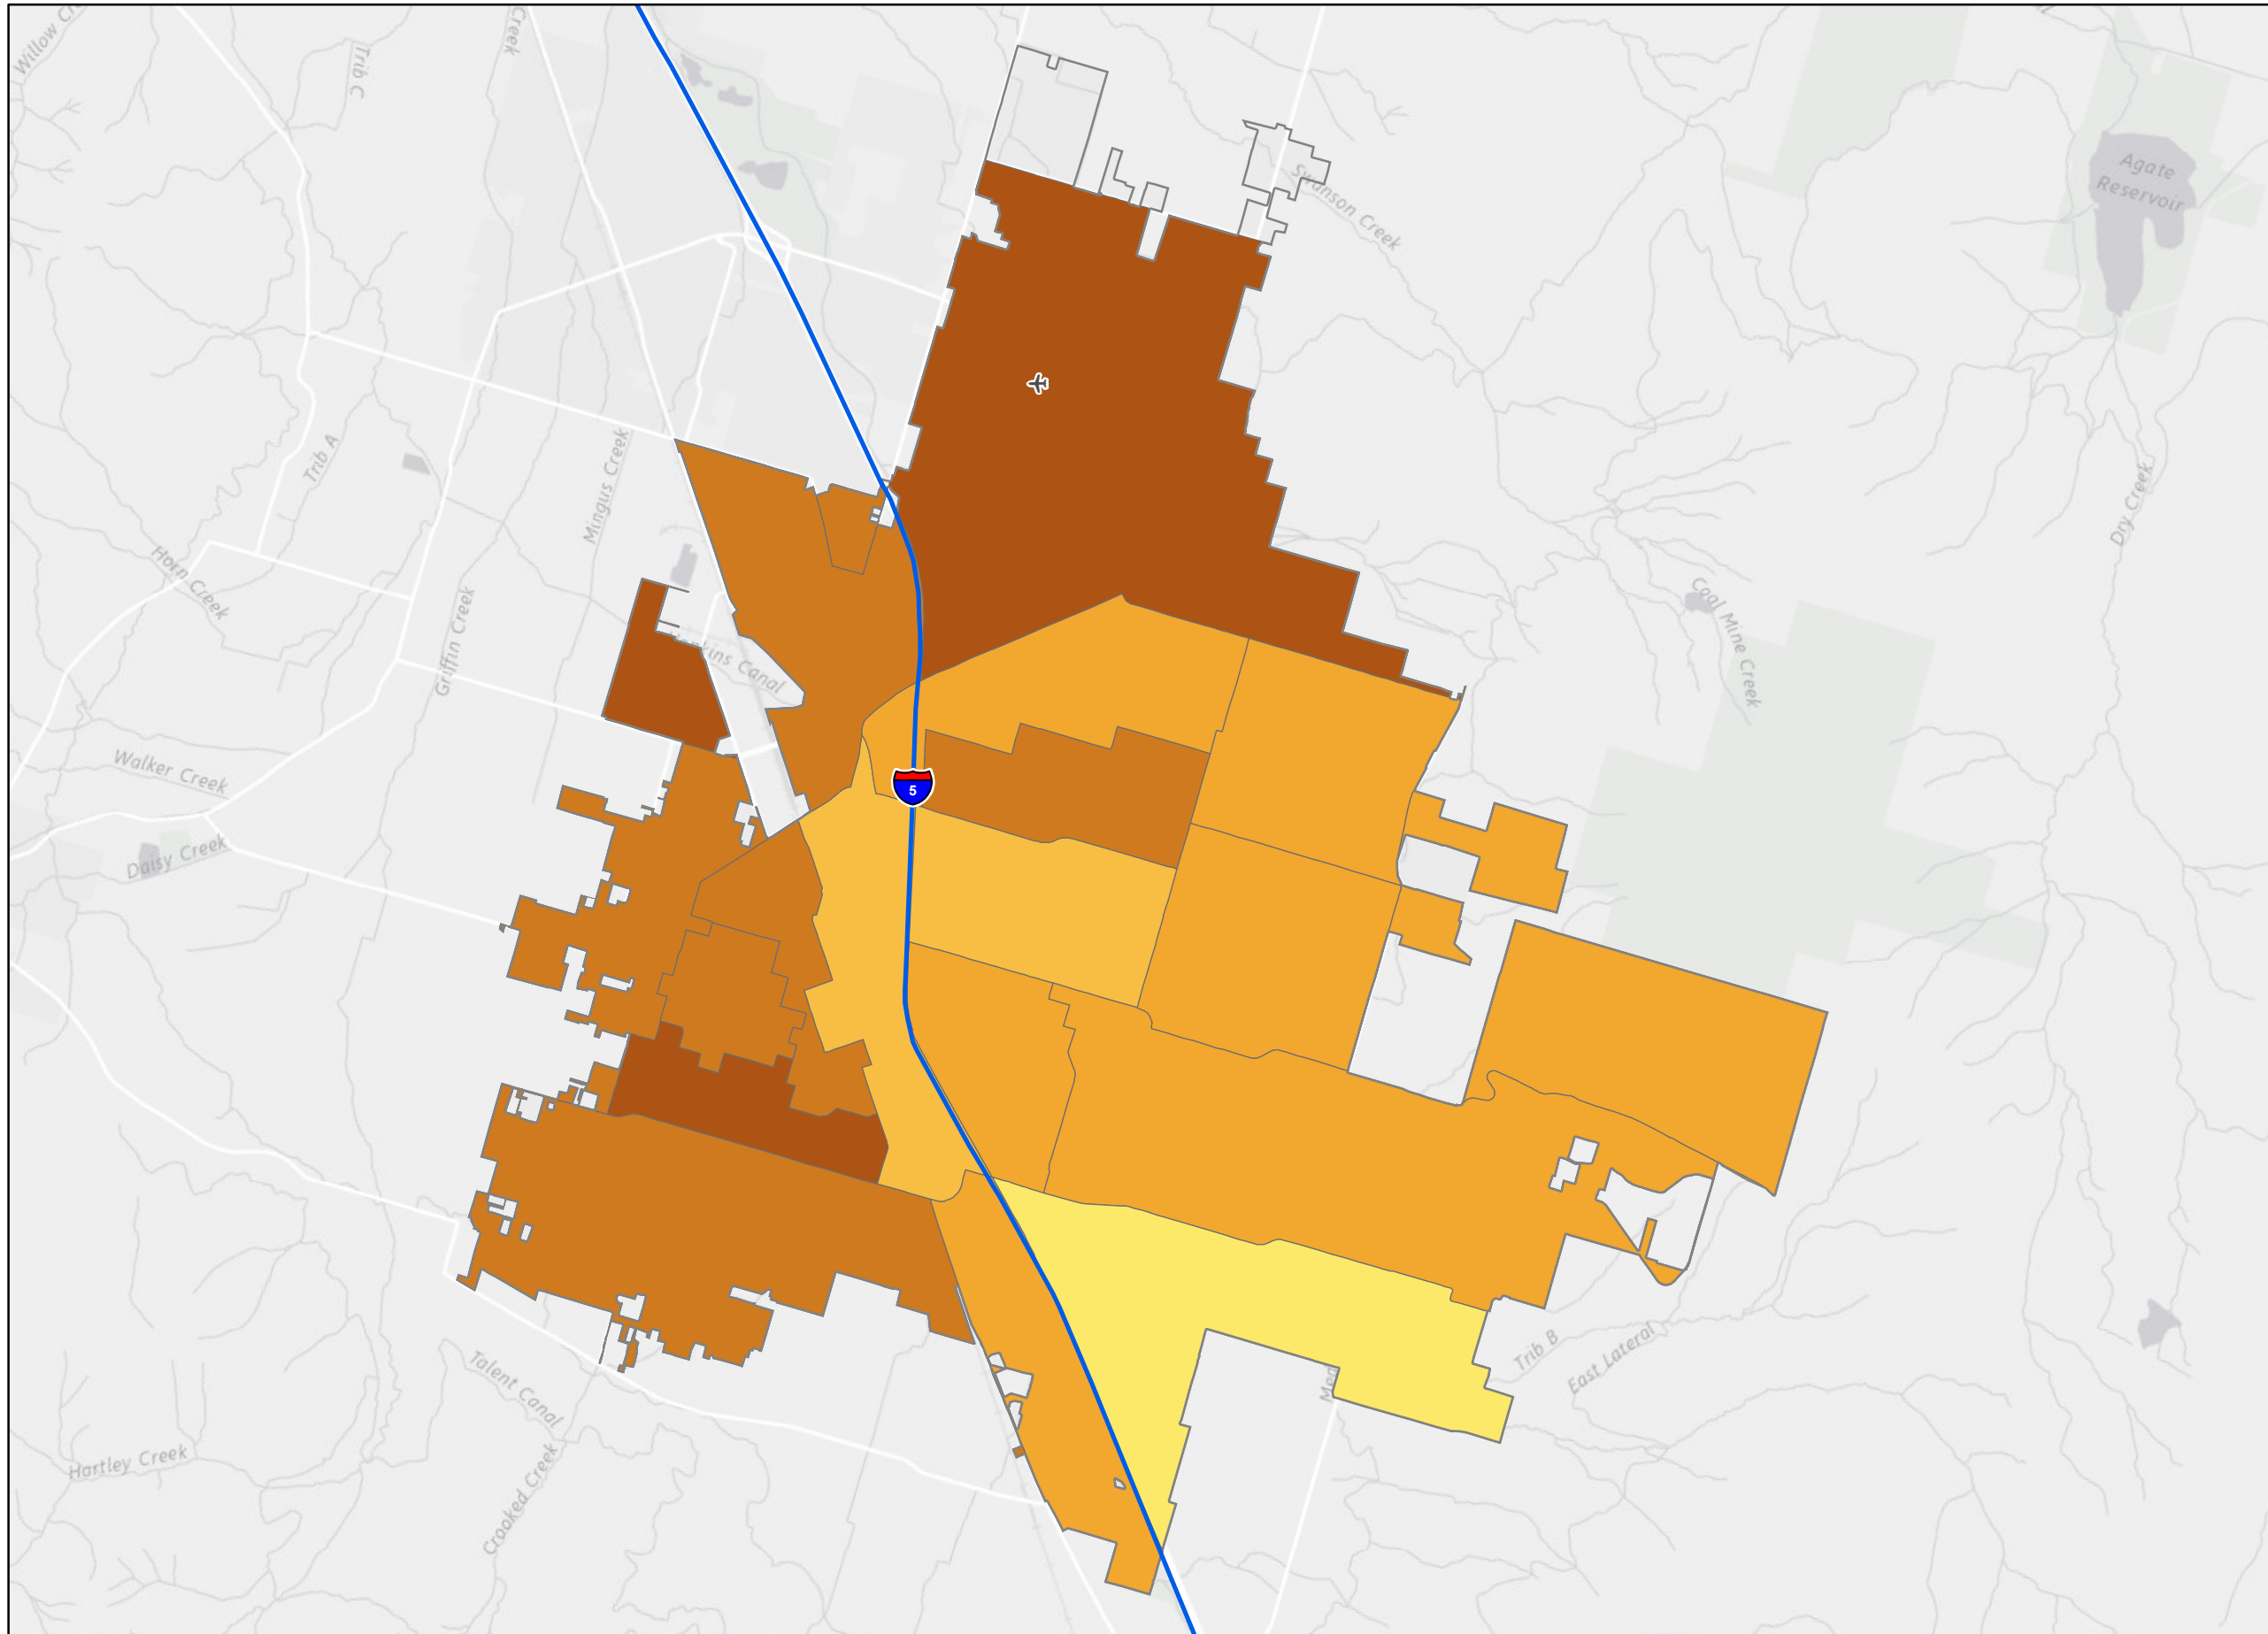 Willow Cr
Trib C
Creek
Swanson Creek
Agate
Reservoir
Trib A
Mingus Creek
Dry Creek
Horn Creek
Griffin Creek
Coal Mine Creek
Canal
Walker Creek
5
Daisy Creek
Talent Canal
Trib B
East Lateral
Hartley Creek
Crooked Creek